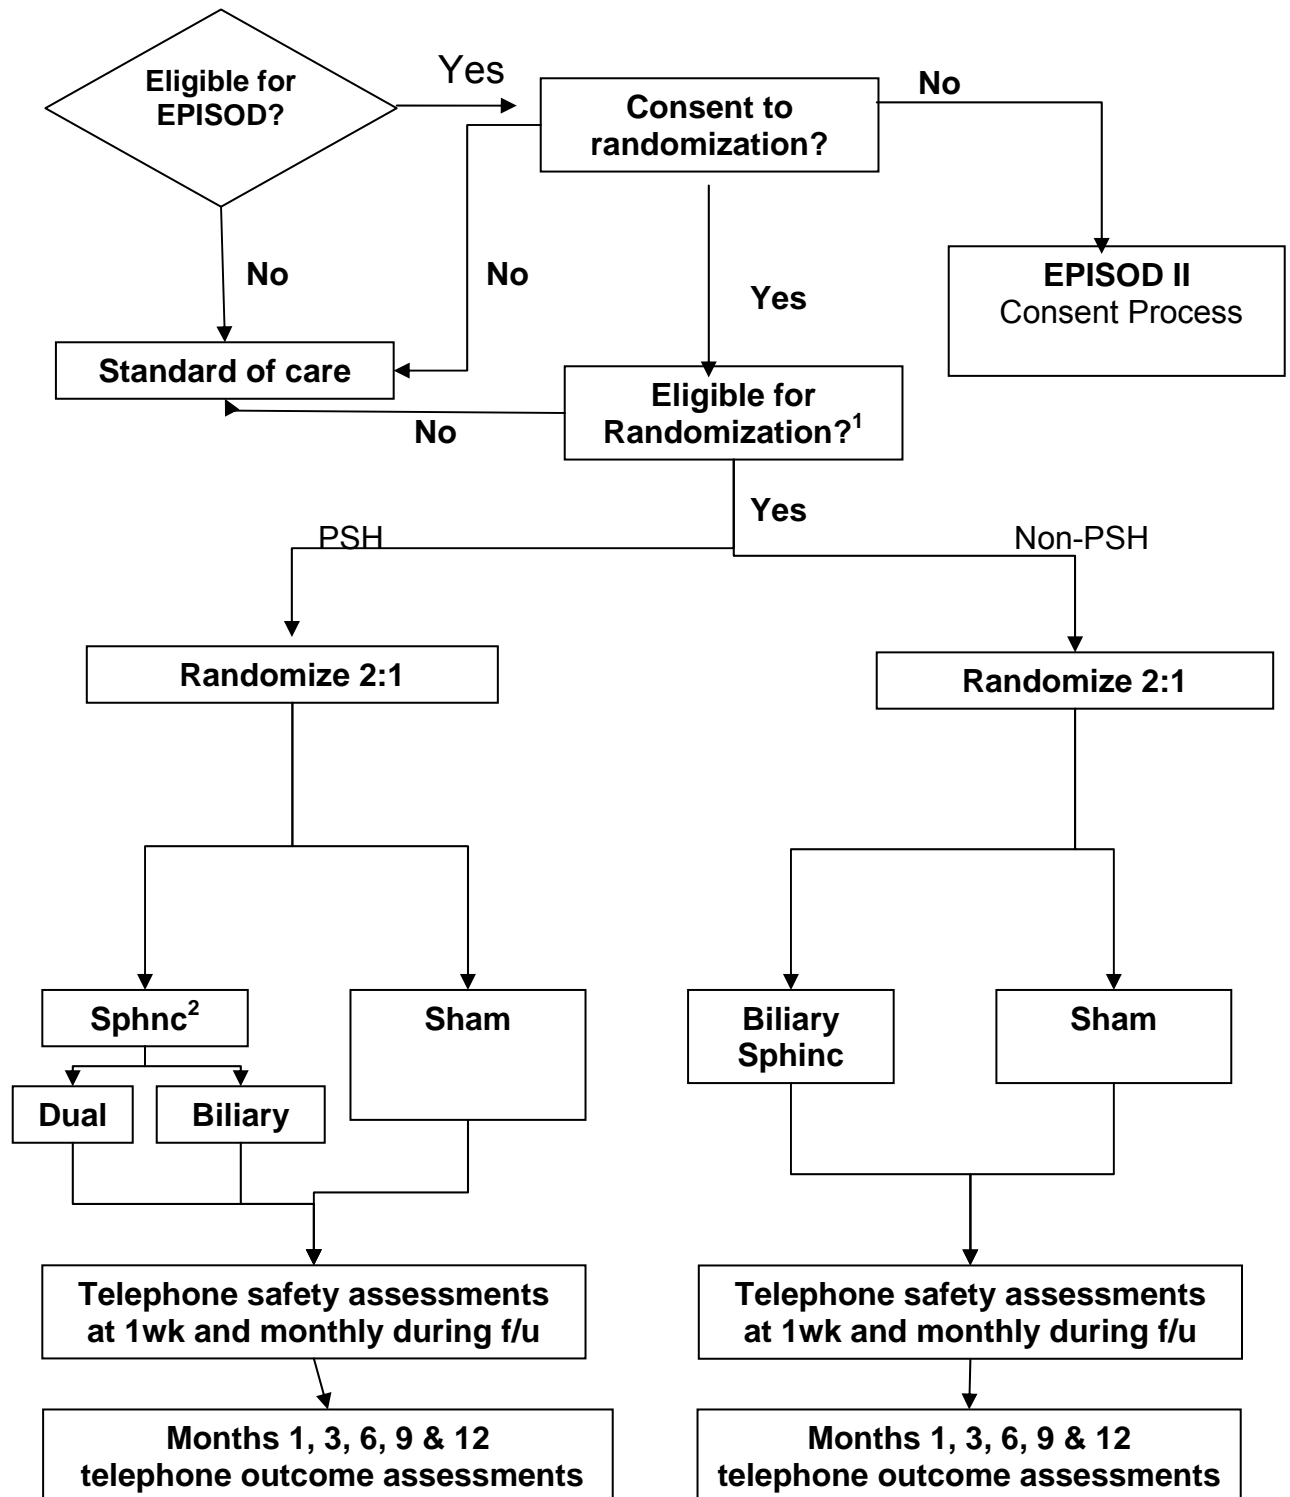 Eligible for
EPISOD?
Yes
Consent to
randomization?
No
No
No
Yes
EPISOD II
Consent Process
Standard of care
Eligible for
Randomization?1
No
Yes
PSH
Non-PSH
Randomize 2:1
Randomize 2:1
Sphnc2
Sham
Biliary
Sphinc
Sham
Dual
Biliary
Telephone safety assessments
at 1wk and monthly during f/u
Telephone safety assessments
at 1wk and monthly during f/u
Months 1, 3, 6, 9 & 12
telephone outcome assessments
Months 1, 3, 6, 9 & 12
telephone outcome assessments